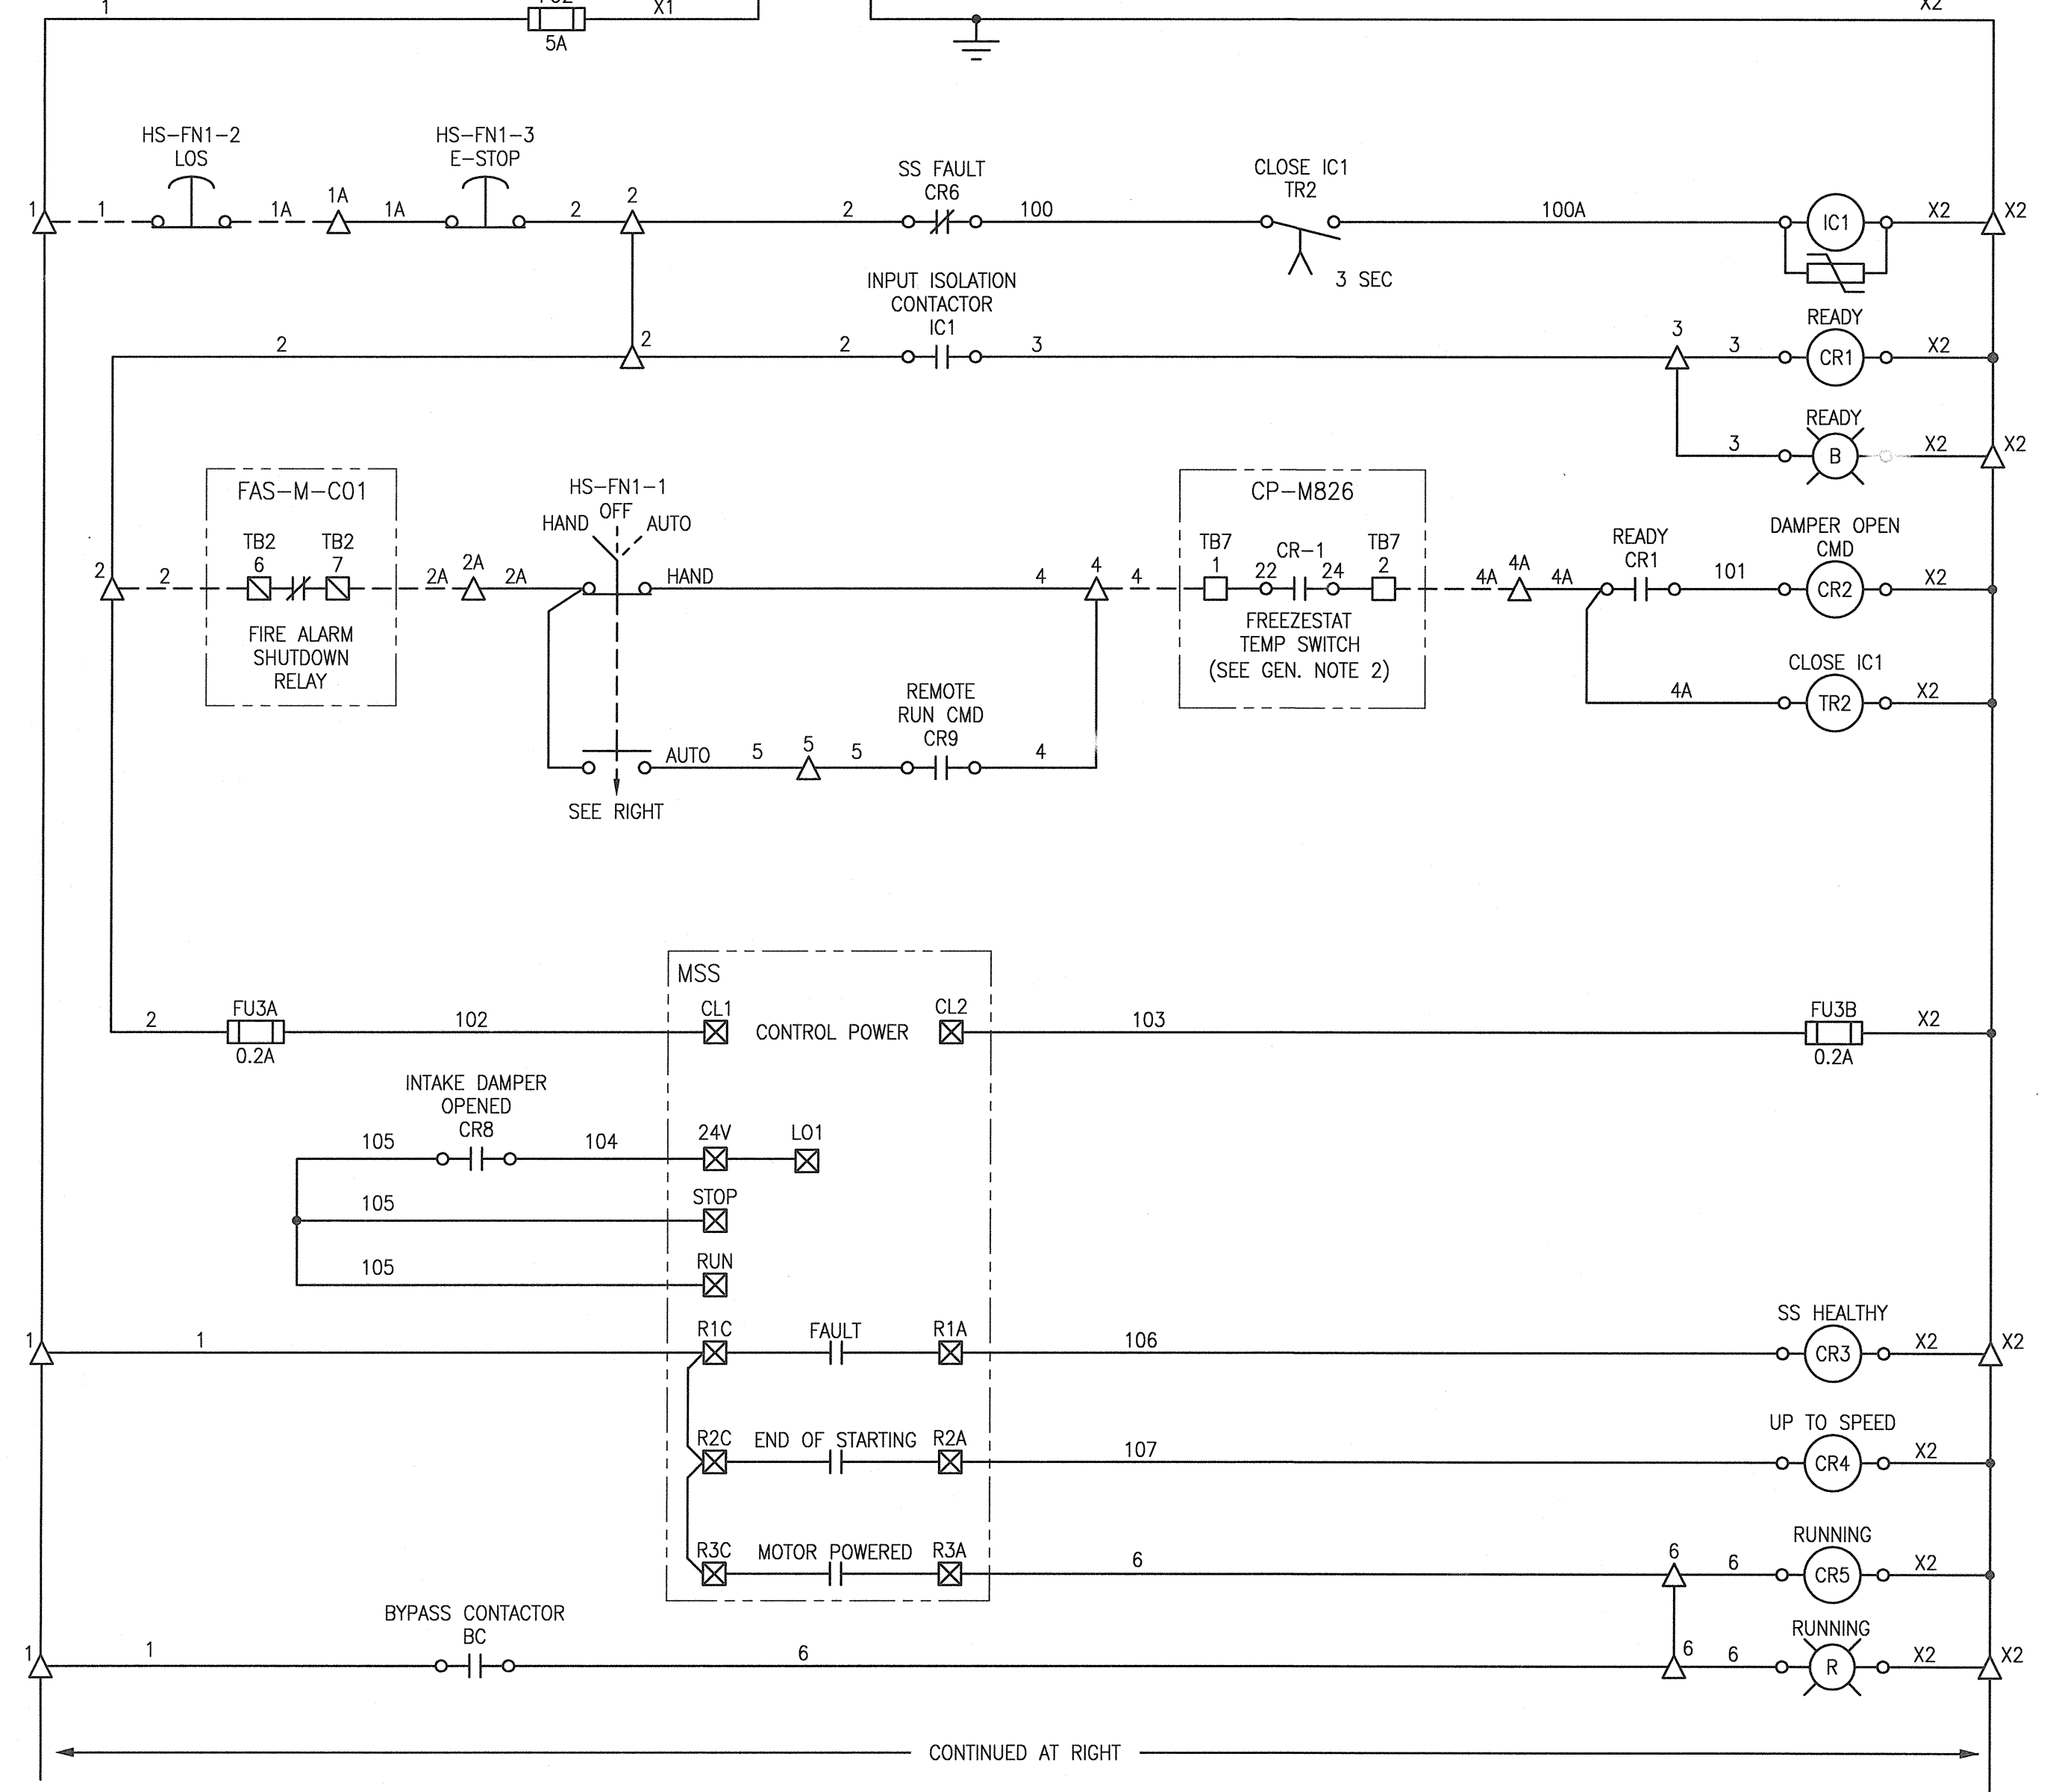 1
X1
X2
5A
HS-FN1-2
LOS
HS-FN1-3
E-STOP
SS FAULT
CR6
CLOSE IC1
TR2
1 1 1A 1A 1A 2 2 2 100 100A IC1 X2 X2
3 SEC
INPUT ISOLATION
CONTACTOR
IC1
READY
2 2 2 3 3 3 CR1 X2
READY
3 B X2 X2
FAS-M-C01
HS-FN1-1
OFF
HAND AUTO
CP-M826
TB2
6
TB2
7
TB7
1
CR-1
TB7
2
READY
CR1
DAMPER OPEN
CMD
2 2 2A 2A 2A HAND 4 4 4 22 24 4A 4A 4A 101 CR2 X2
FIRE ALARM
SHUTDOWN
RELAY
FREEZESTAT
TEMP SWITCH
(SEE GEN. NOTE 2)
CLOSE IC1
4A TR2 X2
REMOTE
RUN CMD
CR9
AUTO 5 5 5 4
SEE RIGHT
MSS
FU3A
CL1
CL2
FU3B
2 102 CONTROL POWER 103 X2
0.2A
0.2A
INTAKE DAMPER
OPENED
CR8
105 104 24V LO1
105 STOP
105 RUN
SS HEALTHY
1 1 R1C FAULT R1A 106 CR3 X2 X2
UP TO SPEED
R2C END OF STARTING R2A 107 CR4 X2
RUNNING
R3C MOTOR POWERED R3A 6 6 6 CR5 X2
BYPASS CONTACTOR
BC
RUNNING
1 1 6 6 6 R X2 X2
CONTINUED AT RIGHT